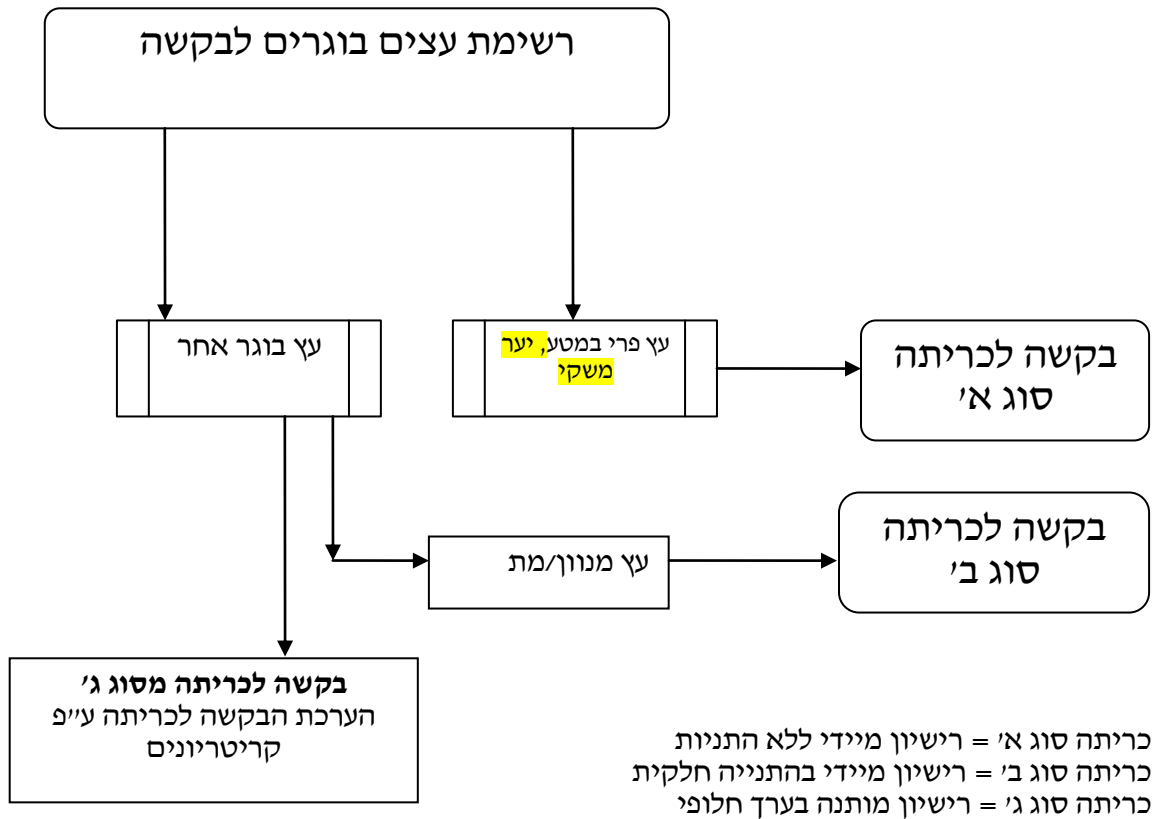 רשימת עצים בוגרים לבקשה
עץ בוגר אחר
עץ פרי במטע, יער
משקי
בקשה לכריתה
סוג א׳
עץ מנוון/מת
בקשה לכריתה
סוג ב׳
בקשה לכריתה מסוג ג׳
הערכת הבקשה לכריתה ע״פ
קריטריונים
כריתה סוג א׳ = רישיון מיידי ללא התניות
כריתה סוג ב׳ = רישיון מיידי בהתנייה חלקית
כריתה סוג ג׳ = רישיון מותנה בערך חלופי